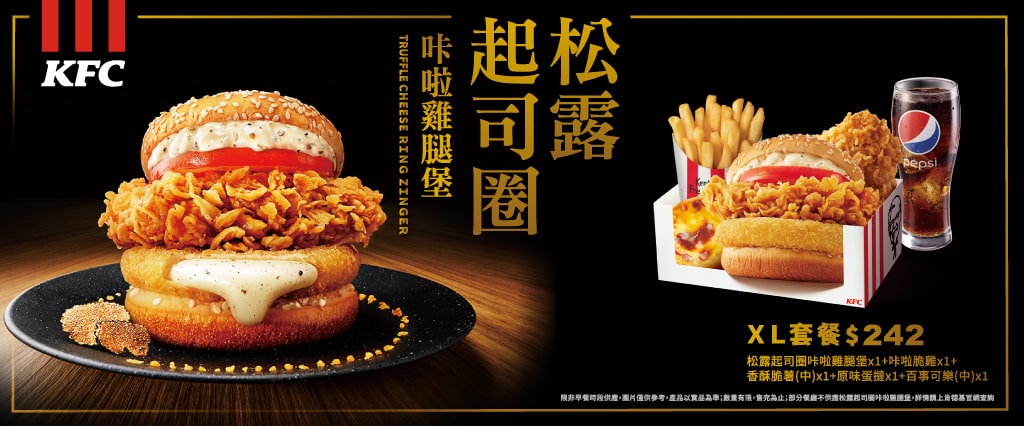 KFC
松露
起司圈
咔啦雞腿堡
TRUFFLE CHEESE RING ZINGER
pepsi
KFC
XL套餐$242
松露起司圈咔啦雞腿堡x1+咔啦脆雞x1+
香酥脆薯(中)x1+原味蛋撻x1+百事可樂(中)x1
限非早餐時段供應,圖片僅供參考,產品以實品為準;數量有限,售完為止;部分餐廳不供應松露起司圈咔啦雞腿堡,詳情請上肯德基官網查詢